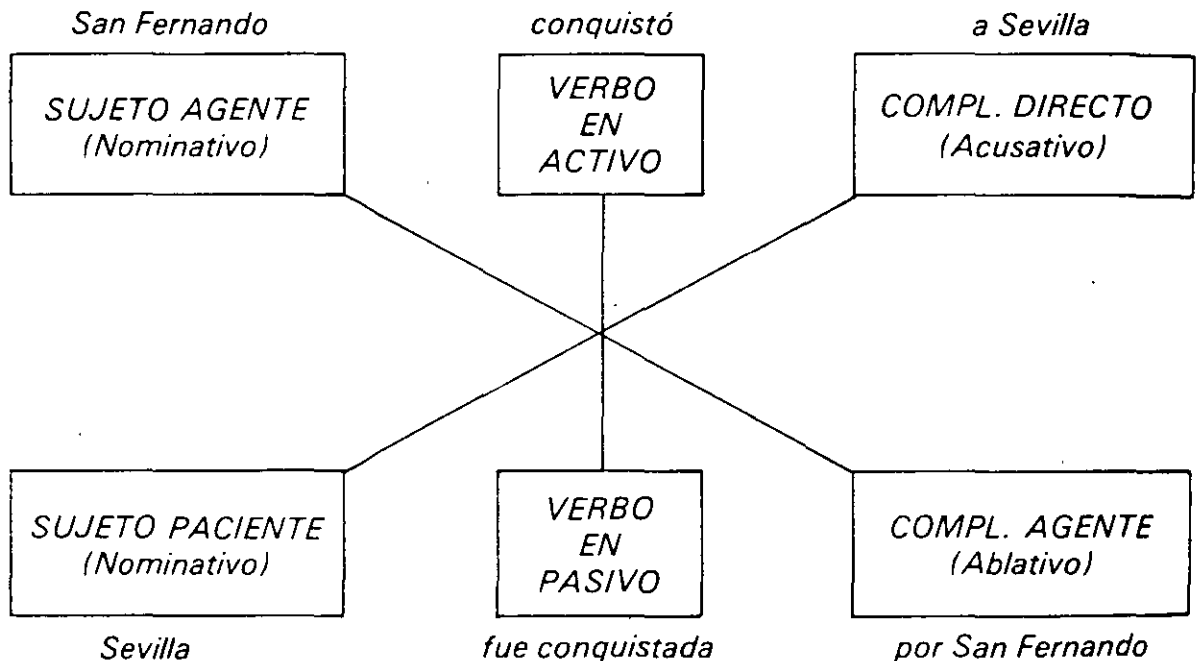 San Fernando conquistó a Sevilla
SUJETO AGENTE
(Nominativo)
VERBO
EN
ACTIVO
COMPL. DIRECTO
(Acusativo)
SUJETO PACIENTE
(Nominativo)
VERBO
EN
PASIVO
COMPL. AGENTE
(Ablativo)
Sevilla fue conquistada por San Fernando